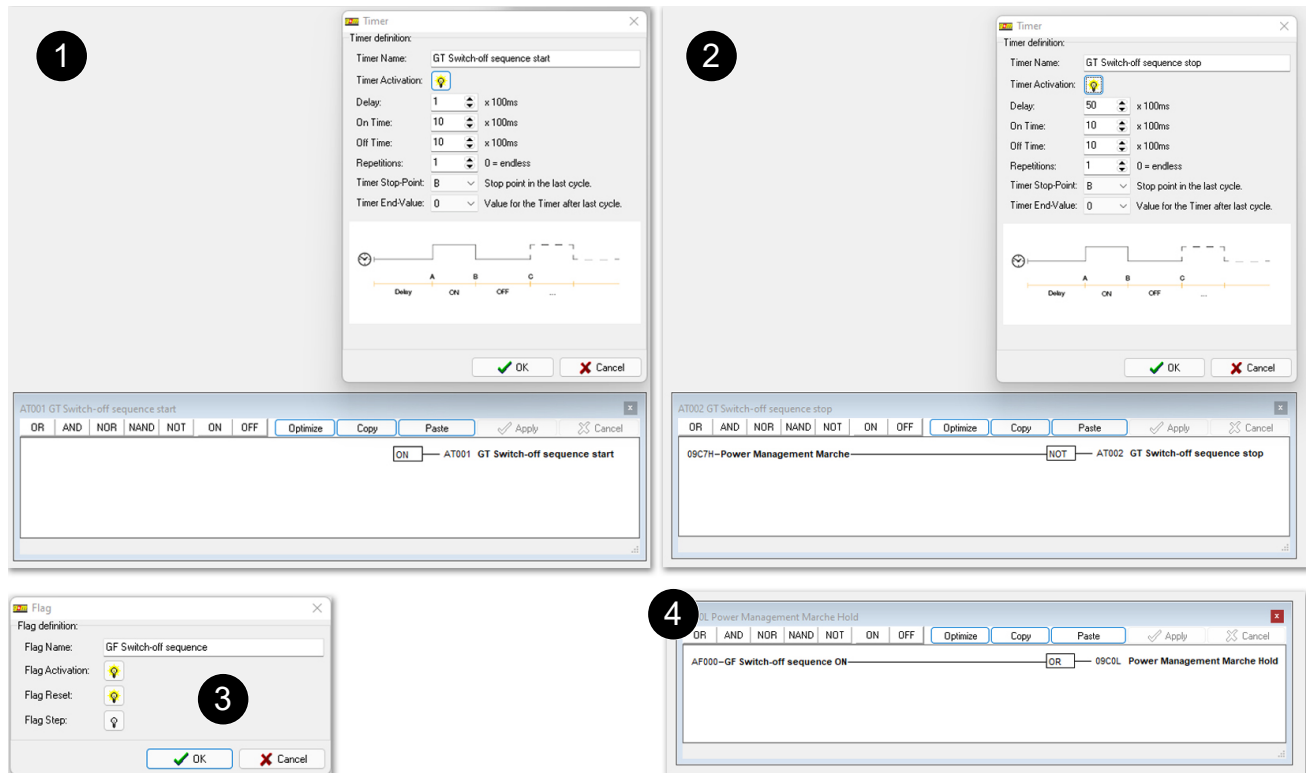 1
Timer
Timer definition:
Timer Name: GT Switch-off sequence start
Timer Activation:
Delay: 1 x 100ms
On Time: 10 x 100ms
Off Time: 10 x 100ms
Repetitions: 1 0 = endless
Timer Stop-Point: B Stop point in the last cycle.
Timer End-Value: 0 Value for the Timer after last cycle.
A B C
Delay ON OFF ...
OK Cancel
AT001 GT Switch-off sequence start
OR AND NOR NAND NOT ON OFF Optimize Copy Paste Apply Cancel
ON AT001 GT Switch-off sequence start
2
Timer
Timer definition:
Timer Name: GT Switch-off sequence stop
Timer Activation:
Delay: 50 x 100ms
On Time: 10 x 100ms
Off Time: 10 x 100ms
Repetitions: 1 0 = endless
Timer Stop-Point: B Stop point in the last cycle.
Timer End-Value: 0 Value for the Timer after last cycle.
A B C
Delay ON OFF ...
OK Cancel
AT002 GT Switch-off sequence stop
OR AND NOR NAND NOT ON OFF Optimize Copy Paste Apply Cancel
09C7H-Power Management Marche NOT AT002 GT Switch-off sequence stop
Flag
Flag definition:
Flag Name: GF Switch-off sequence
Flag Activation:
Flag Reset:
Flag Step:
3
OK Cancel
4
0L Power Management Marche Hold
OR AND NOR NAND NOT ON OFF Optimize Copy Paste Apply Cancel
AF000-GF Switch-off sequence ON OR 09C0L Power Management Marche Hold